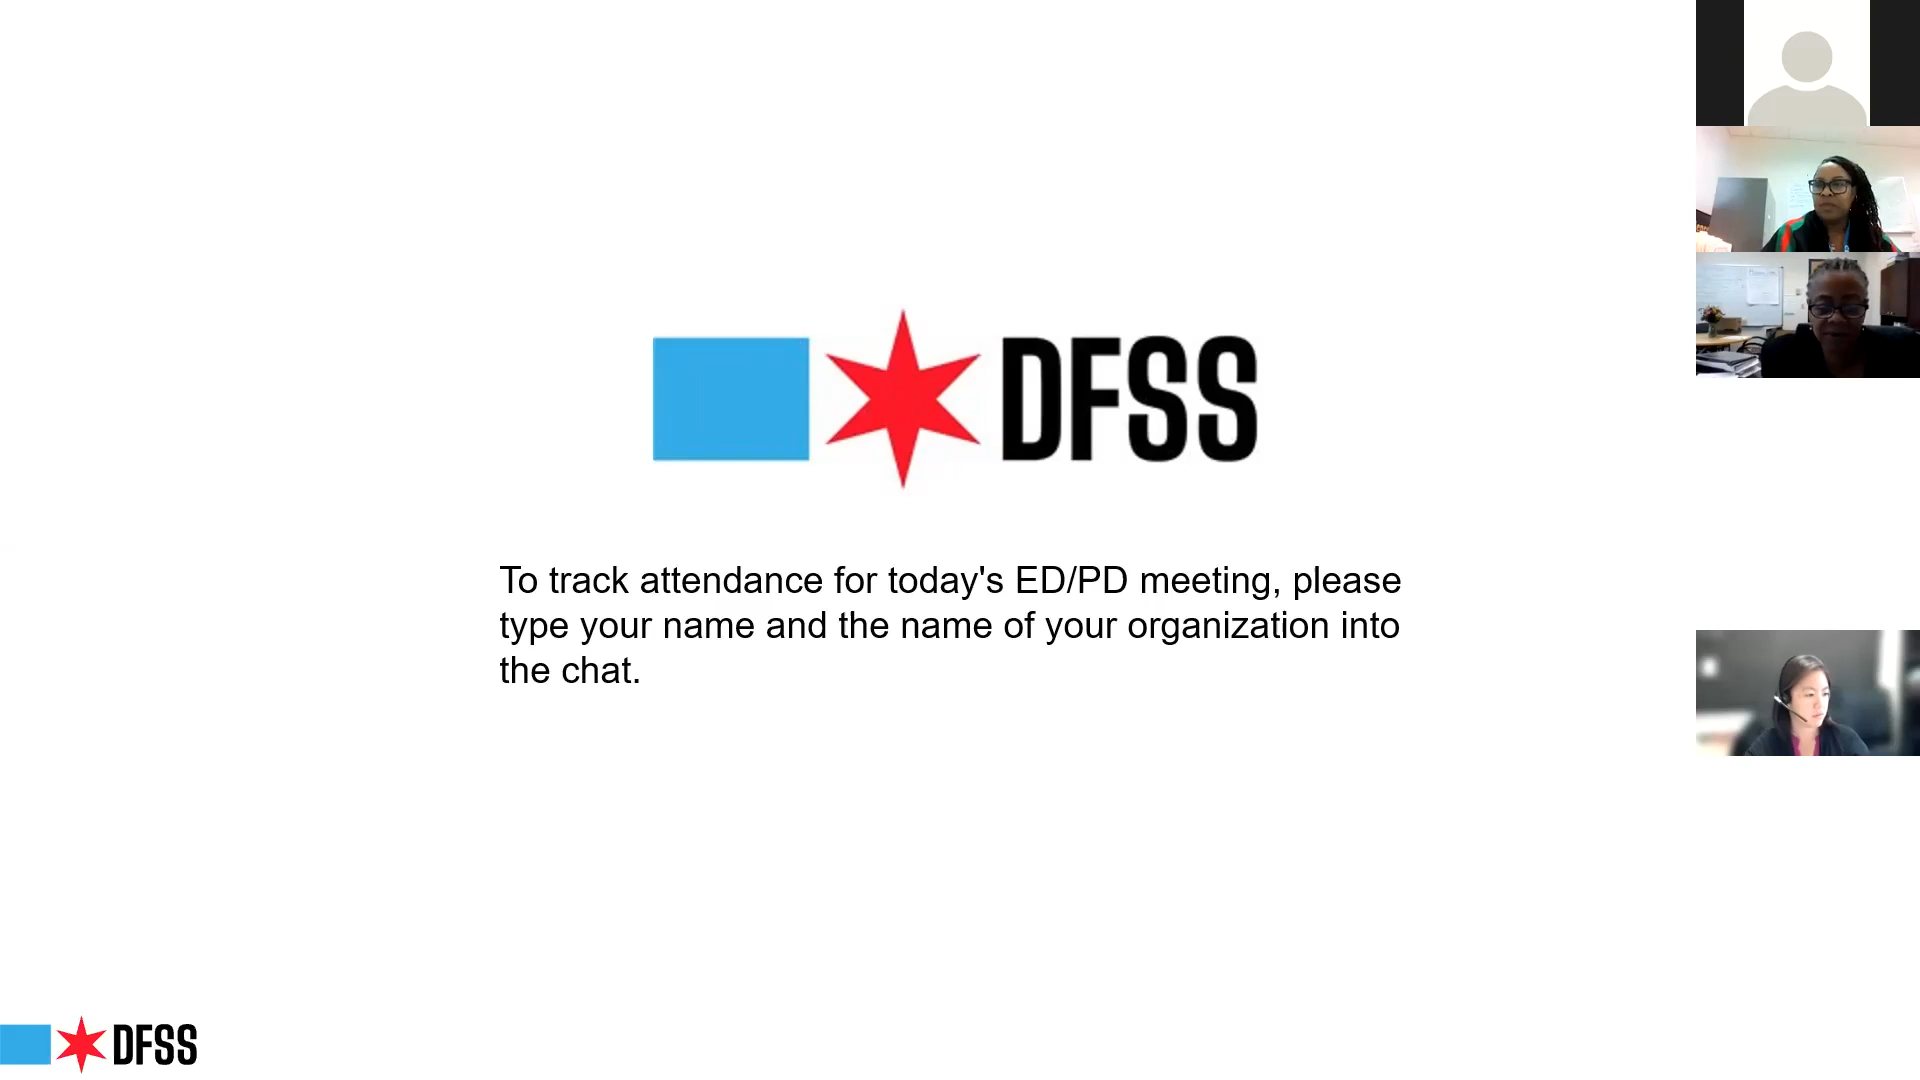 DFSS
To track attendance for today's ED/PD meeting, please
type your name and the name of your organization into
the chat.
DFSS